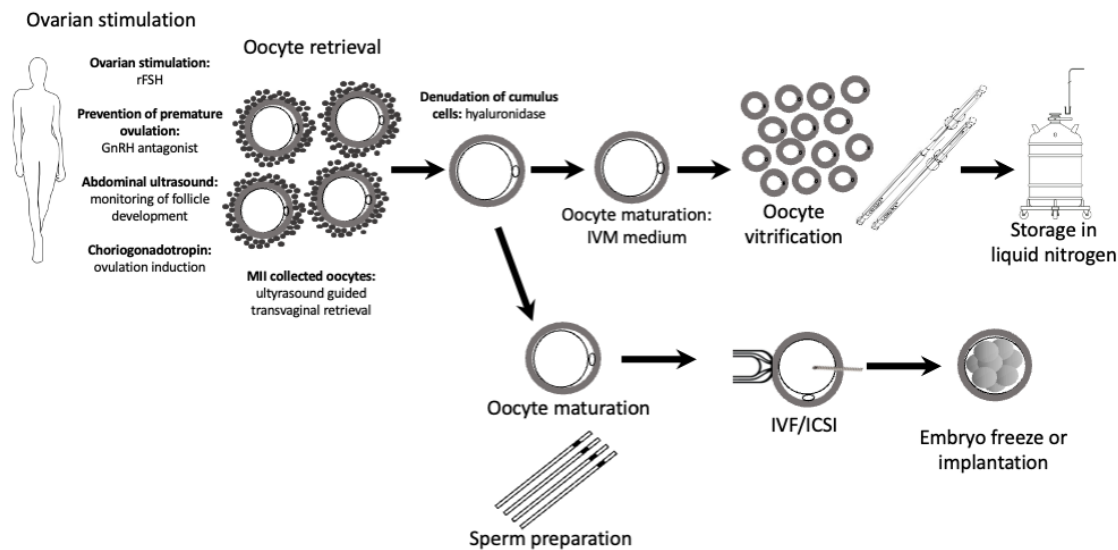 Ovarian stimulation
Ovarian stimulation:
rFSH
Prevention of premature
ovulation:
GnRH antagonist
Abdominal ultrasound:
monitoring of follicle
development
Choriogonadotropin:
ovulation induction
Oocyte retrieval
MII collected oocytes:
ultyrasound guided
transvaginal retrieval
Denudation of cumulus
cells: hyaluronidase
Oocyte maturation:
IVM medium
Oocyte
vitrification
Storage in
liquid nitrogen
Oocyte maturation
Sperm preparation
IVF/ICSI
Embryo freeze or
implantation